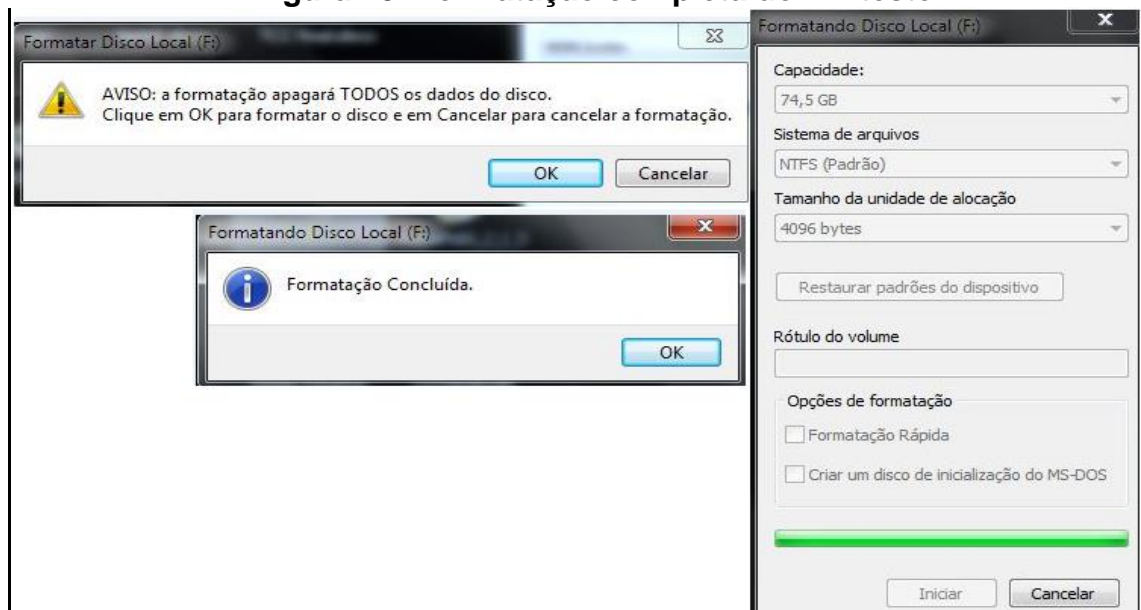 Formatar Disco Local (F:)
AVISO: a formatação apagará TODOS os dados do disco.
Clique em OK para formatar o disco e em Cancelar para cancelar a formatação.
OK
Cancelar
Formatando Disco Local (F:)
Formatação Concluída.
OK
Formatando Disco Local (F:)
Capacidade:
74,5 GB
Sistema de arquivos
NTFS (Padrão)
Tamanho da unidade de alocação
4096 bytes
Restaurar padrões do dispositivo
Rótulo do volume
Opções de formatação
Formatação Rápida
Criar um disco de inicialização do MS-DOS
Iniciar
Cancelar